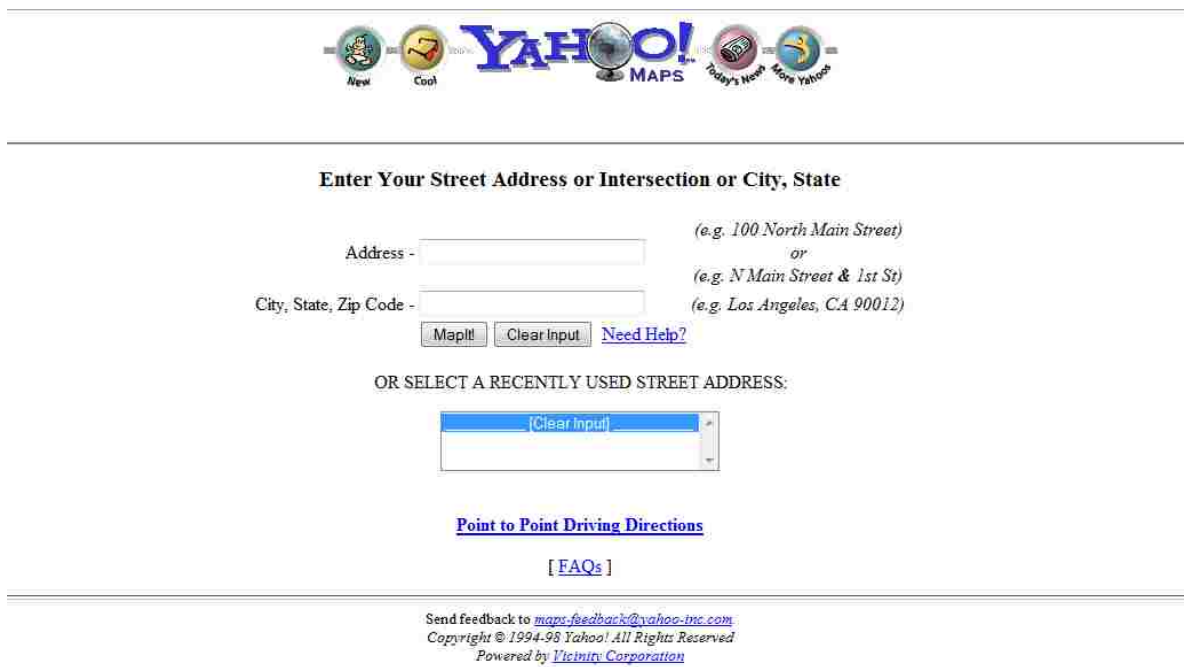 New Cool YAHOO! MAPS Today's News More Yahoos
Enter Your Street Address or Intersection or City, State
(e.g. 100 North Main Street)
Address - or
(e.g. N Main Street & 1st St)
City, State, Zip Code - (e.g. Los Angeles, CA 90012)
MapIt! Clear Input Need Help?
OR SELECT A RECENTLY USED STREET ADDRESS:
__________ [Clear Input] __________
Point to Point Driving Directions
[ FAQs ]
Send feedback to maps-feedback@yahoo-inc.com.
Copyright © 1994-98 Yahoo! All Rights Reserved
Powered by Vicinity Corporation